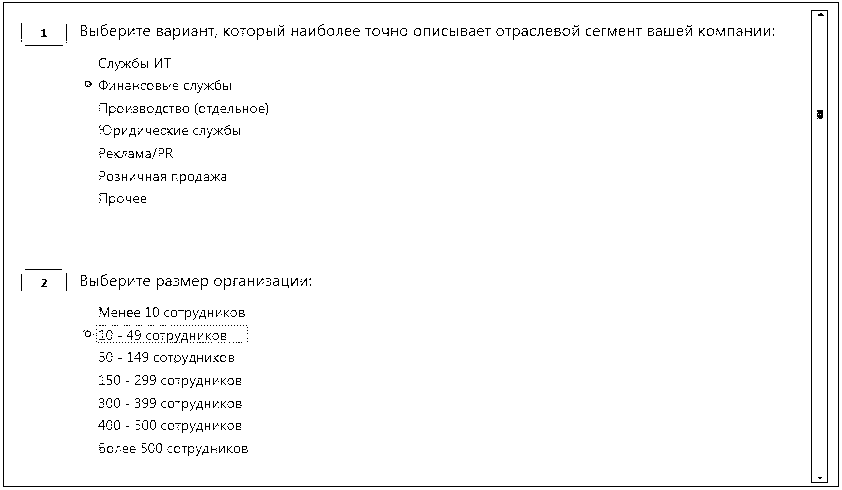 1 Выберите вариант, который наиболее точно описывает отраслевой сегмент вашей компании:
Службы ИТ
Финансовые службы
Производство (отдельное)
Юридические службы
Реклама/PR
Розничная продажа
Прочее
2 Выберите размер организации:
Менее 10 сотрудников
10 - 49 сотрудников
50 - 149 сотрудников
150 - 299 сотрудников
300 - 399 сотрудников
400 - 500 сотрудников
Более 500 сотрудников